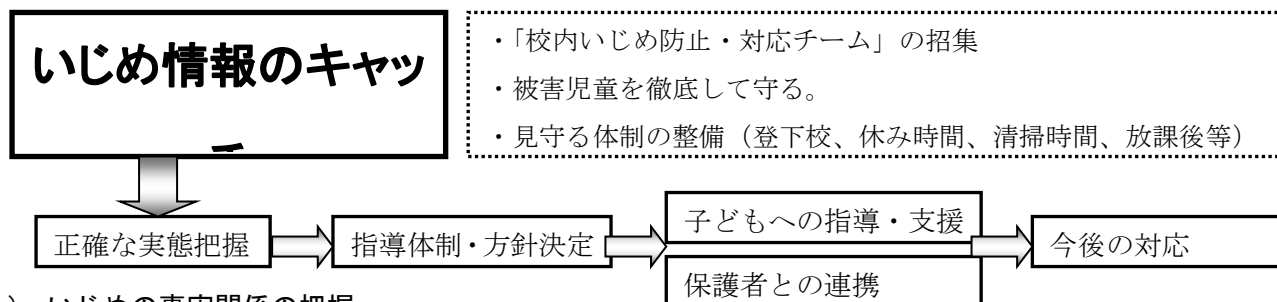 いじめ情報のキャッ
・「校内いじめ防止・対応チーム」の招集
・被害児童を徹底して守る。
・見守る体制の整備（登下校、休み時間、清掃時間、放課後等）
正確な実態把握
指導体制・方針決定
子どもへの指導・支援
保護者との連携
今後の対応